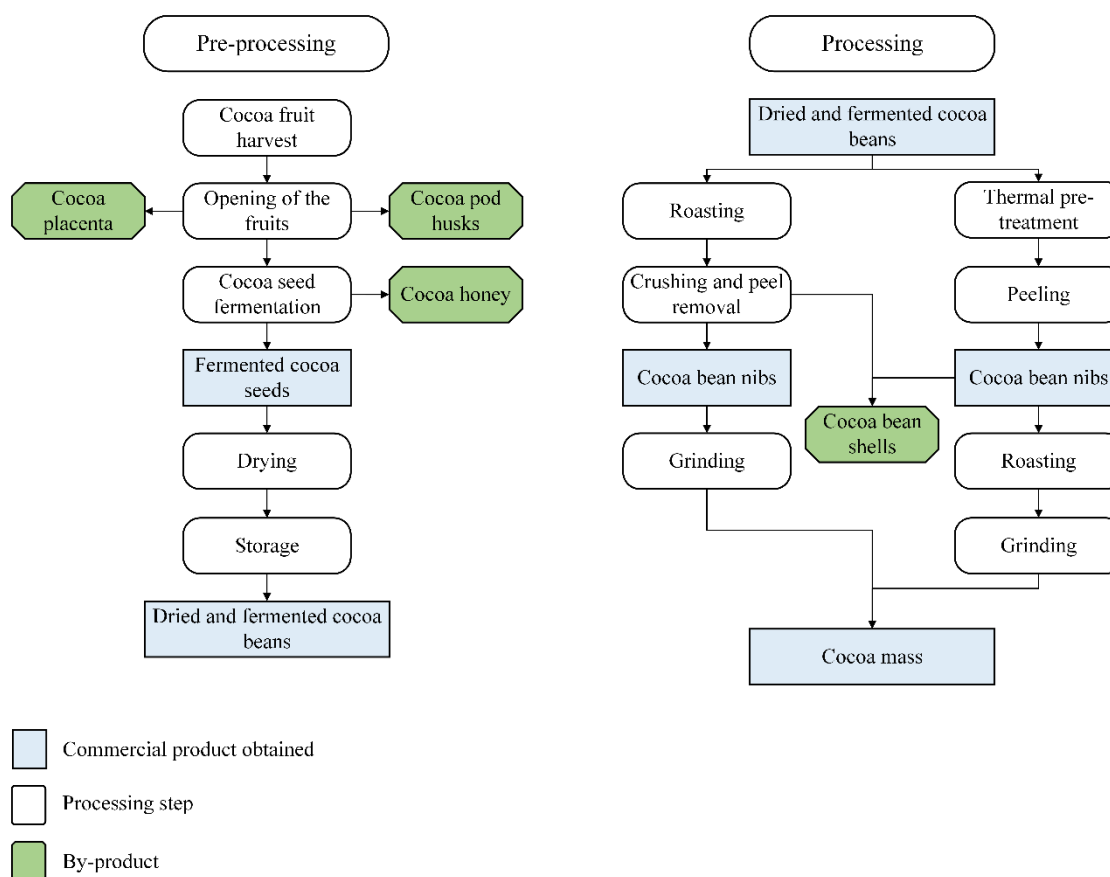 Pre-processing
Cocoa fruit
harvest
Cocoa
placenta
Opening of the
fruits
Cocoa pod
husks
Cocoa seed
fermentation
Cocoa honey
Fermented cocoa
seeds
Drying
Storage
Dried and fermented cocoa
beans
Processing
Dried and fermented cocoa
beans
Roasting
Crushing and peel
removal
Cocoa bean nibs
Grinding
Thermal pre-
treatment
Peeling
Cocoa bean nibs
Cocoa bean
shells
Roasting
Grinding
Cocoa mass
Commercial product obtained
Processing step
By-product